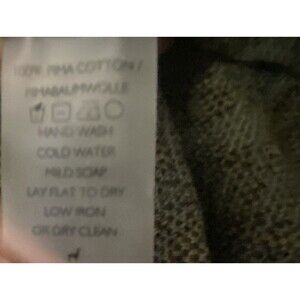 100% PIMA COTTON /
PIMABAUMWOLLE
HAND WASH
COLD WATER
MILD SOAP
LAY FLAT TO DRY
LOW IRON
OR DRY CLEAN